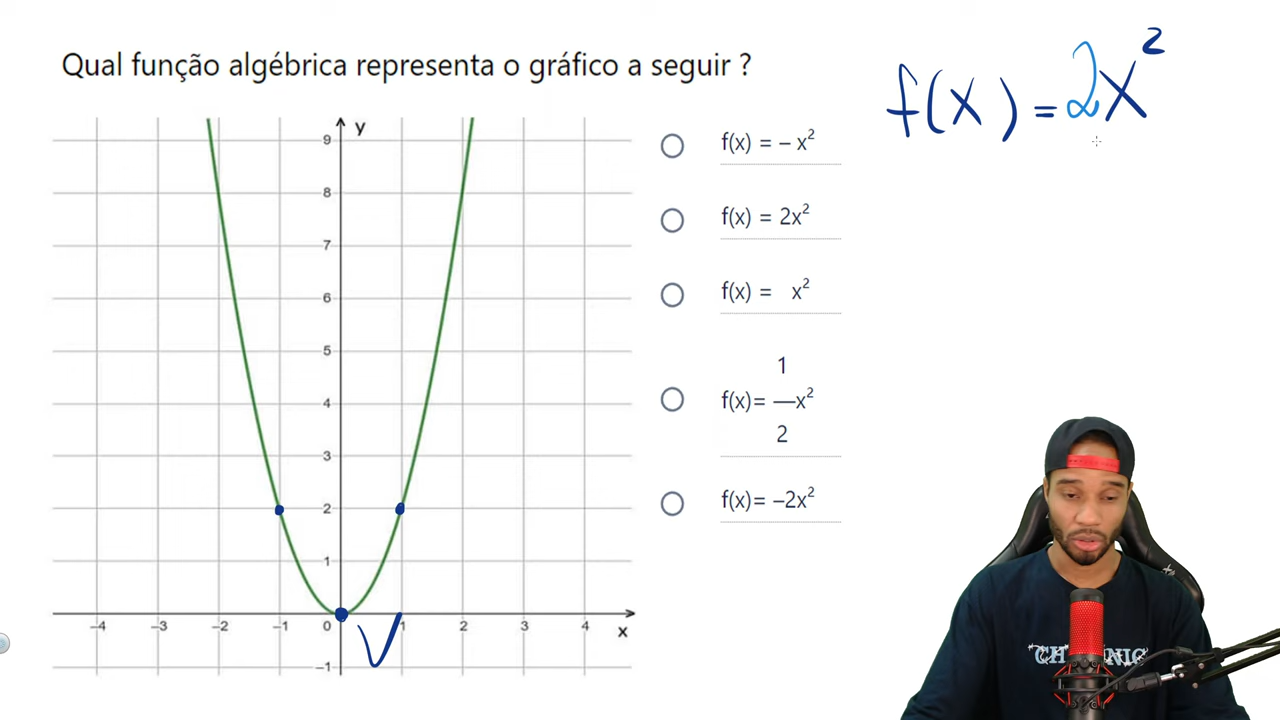 Qual função algébrica representa o gráfico a seguir ?
f(x) = 2x²
y
9
8
7
6
5
4
3
2
1
-4 -3 -2 -1 0 1 2 3 4
x
-1
V
f(x) = – x²
f(x) = 2x²
f(x) = x²
f(x)= 1/2 x²
f(x)= –2x²